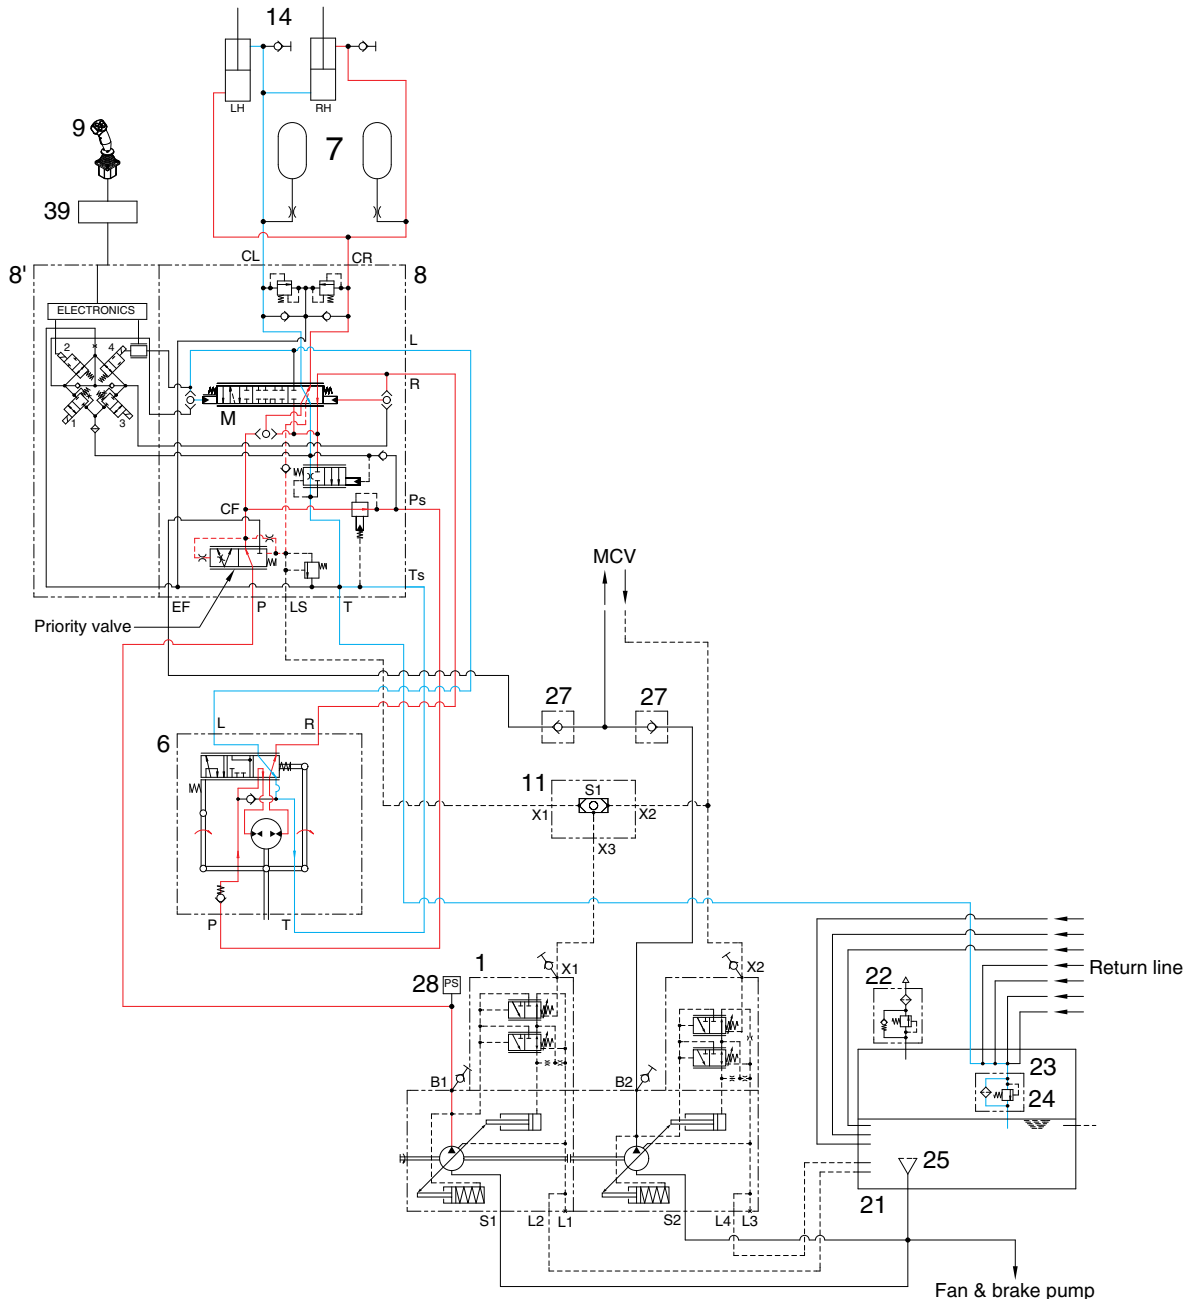 14
LH
RH
9
7
39
CL
CR
8'
8
ELECTRONICS
L
2
4
R
M
1
3
CF
Ps
MCV
Ts
EF
P
LS
T
Priority valve
27
27
L
R
6
11
S1
X1
X2
X3
P
T
1
X1
X2
28
PS
22
Return line
B1
B2
23
24
25
21
S1
L2
L1
S2
L4
L3
Fan & brake pump